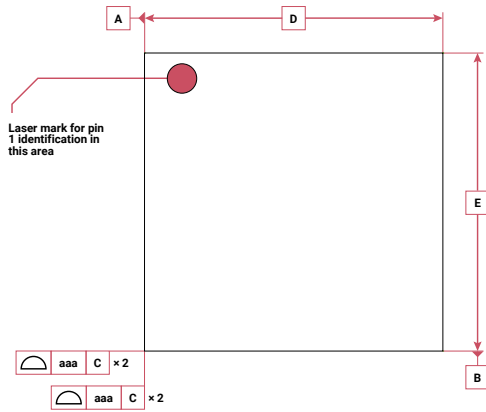 A
D
Laser mark for pin
1 identification in
this area
E
aaa C × 2
B
aaa C × 2